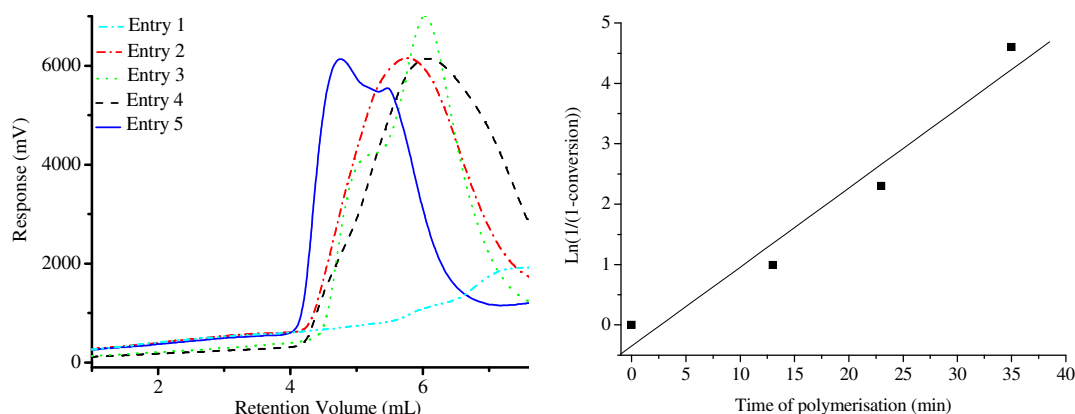 Entry 1
Entry 2
Entry 3
Entry 4
Entry 5
6000
4000
2000
0
Response (mV)
2
4
6
Retention Volume (mL)
5
4
3
2
1
0
Ln(1/(1-conversion))
0
5
10
15
20
25
30
35
40
Time of polymerisation (min)